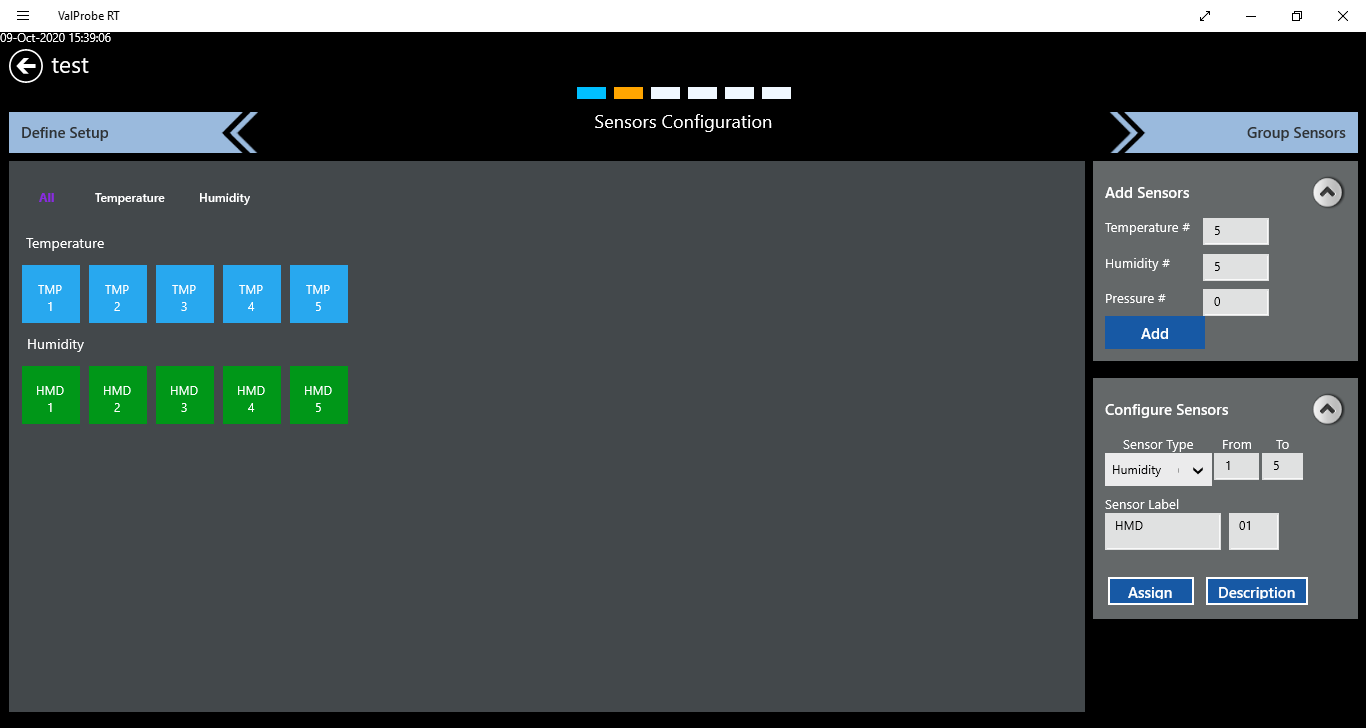 ValProbe RT
09-Oct-2020 15:39:06
test
Define Setup
Sensors Configuration
Group Sensors
All Temperature Humidity
Temperature
TMP 1 TMP 2 TMP 3 TMP 4 TMP 5
Humidity
HMD 1 HMD 2 HMD 3 HMD 4 HMD 5
Add Sensors
Temperature # 5
Humidity # 5
Pressure # 0
Add
Configure Sensors
Sensor Type From To
Humidity 1 5
Sensor Label
HMD 01
Assign Description